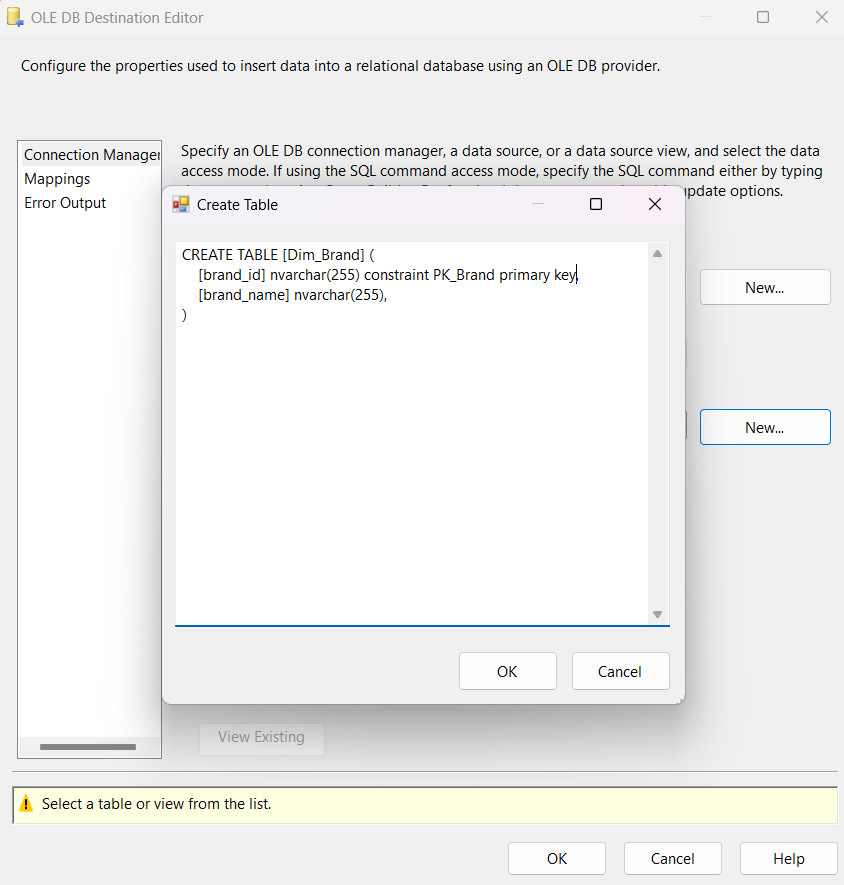 OLE DB Destination Editor
Configure the properties used to insert data into a relational database using an OLE DB provider.
Connection Manager
Mappings
Error Output
Specify an OLE DB connection manager, a data source, or a data source view, and select the data
access mode. If using the SQL command access mode, specify the SQL command either by typing
update options.
Create Table
CREATE TABLE [Dim_Brand] (
[brand_id] nvarchar(255) constraint PK_Brand primary key,
[brand_name] nvarchar(255),
)
New...
New...
OK
Cancel
View Existing
Select a table or view from the list.
OK
Cancel
Help